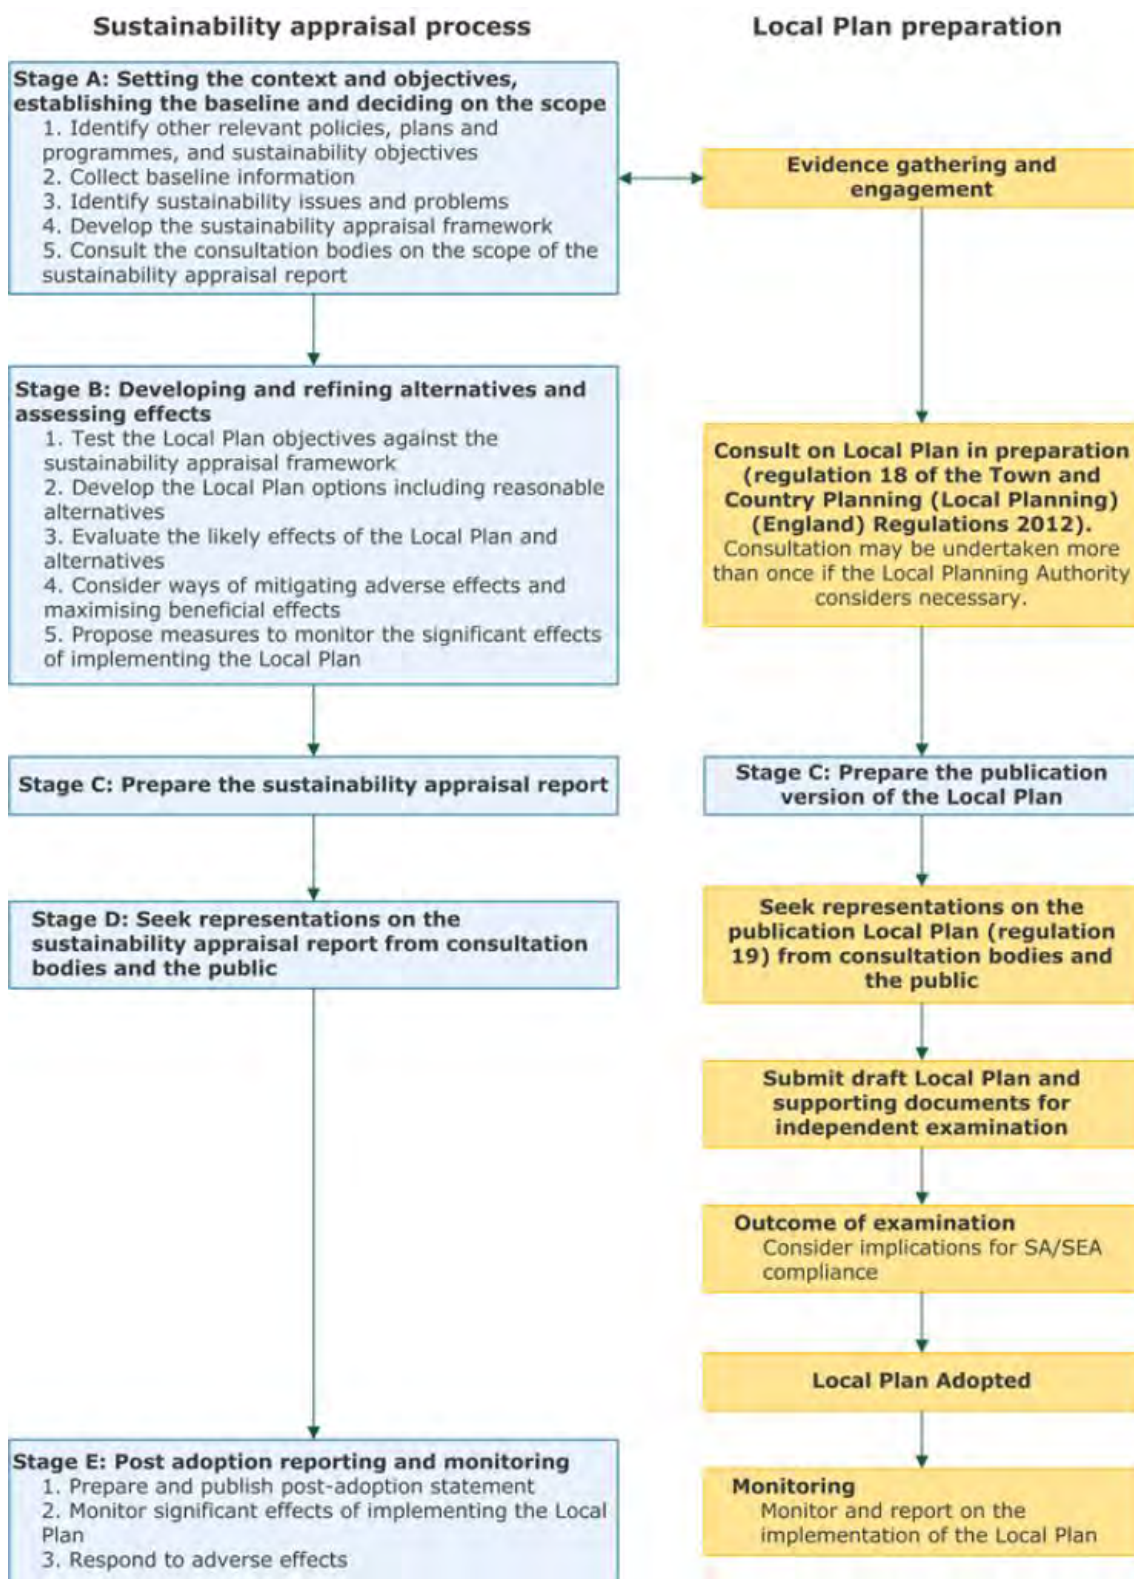 Sustainability appraisal process
Stage A: Setting the context and objectives,
establishing the baseline and deciding on the scope
1. Identify other relevant policies, plans and
programmes, and sustainability objectives
2. Collect baseline information
3. Identify sustainability issues and problems
4. Develop the sustainability appraisal framework
5. Consult the consultation bodies on the scope of the
sustainability appraisal report
Stage B: Developing and refining alternatives and
assessing effects
1. Test the Local Plan objectives against the
sustainability appraisal framework
2. Develop the Local Plan options including reasonable
alternatives
3. Evaluate the likely effects of the Local Plan and
alternatives
4. Consider ways of mitigating adverse effects and
maximising beneficial effects
5. Propose measures to monitor the significant effects
of implementing the Local Plan
Stage C: Prepare the sustainability appraisal report
Stage D: Seek representations on the
sustainability appraisal report from consultation
bodies and the public
Stage E: Post adoption reporting and monitoring
1. Prepare and publish post-adoption statement
2. Monitor significant effects of implementing the Local
Plan
3. Respond to adverse effects
Local Plan preparation
Evidence gathering and
engagement
Consult on Local Plan in preparation
(regulation 18 of the Town and
Country Planning (Local Planning)
(England) Regulations 2012).
Consultation may be undertaken more
than once if the Local Planning Authority
considers necessary.
Stage C: Prepare the publication
version of the Local Plan
Seek representations on the
publication Local Plan (regulation
19) from consultation bodies and
the public
Submit draft Local Plan and
supporting documents for
independent examination
Outcome of examination
Consider implications for SA/SEA
compliance
Local Plan Adopted
Monitoring
Monitor and report on the
implementation of the Local Plan